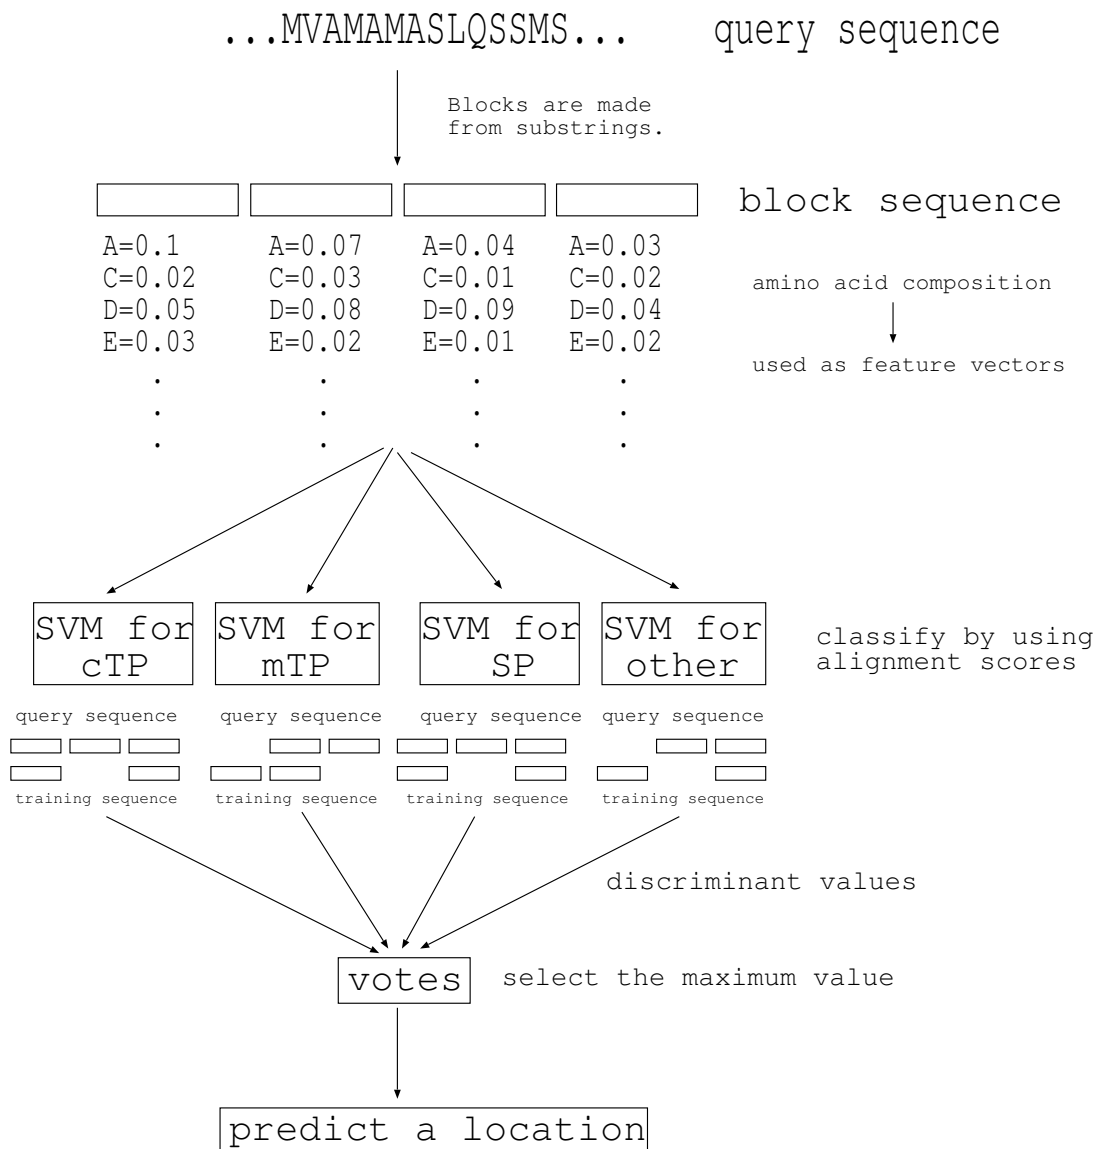 ...MVAMAMASLQSSMS... query sequence
Blocks are made
from substrings.
block sequence
A=0.1 A=0.07 A=0.04 A=0.03
C=0.02 C=0.03 C=0.01 C=0.02
D=0.05 D=0.08 D=0.09 D=0.04
E=0.03 E=0.02 E=0.01 E=0.02
. . . .
. . . .
. . . .
amino acid composition
used as feature vectors
SVM for cTP
SVM for mTP
SVM for SP
SVM for other
classify by using
alignment scores
query sequence query sequence query sequence query sequence
training sequence training sequence training sequence training sequence
discriminant values
votes select the maximum value
predict a location